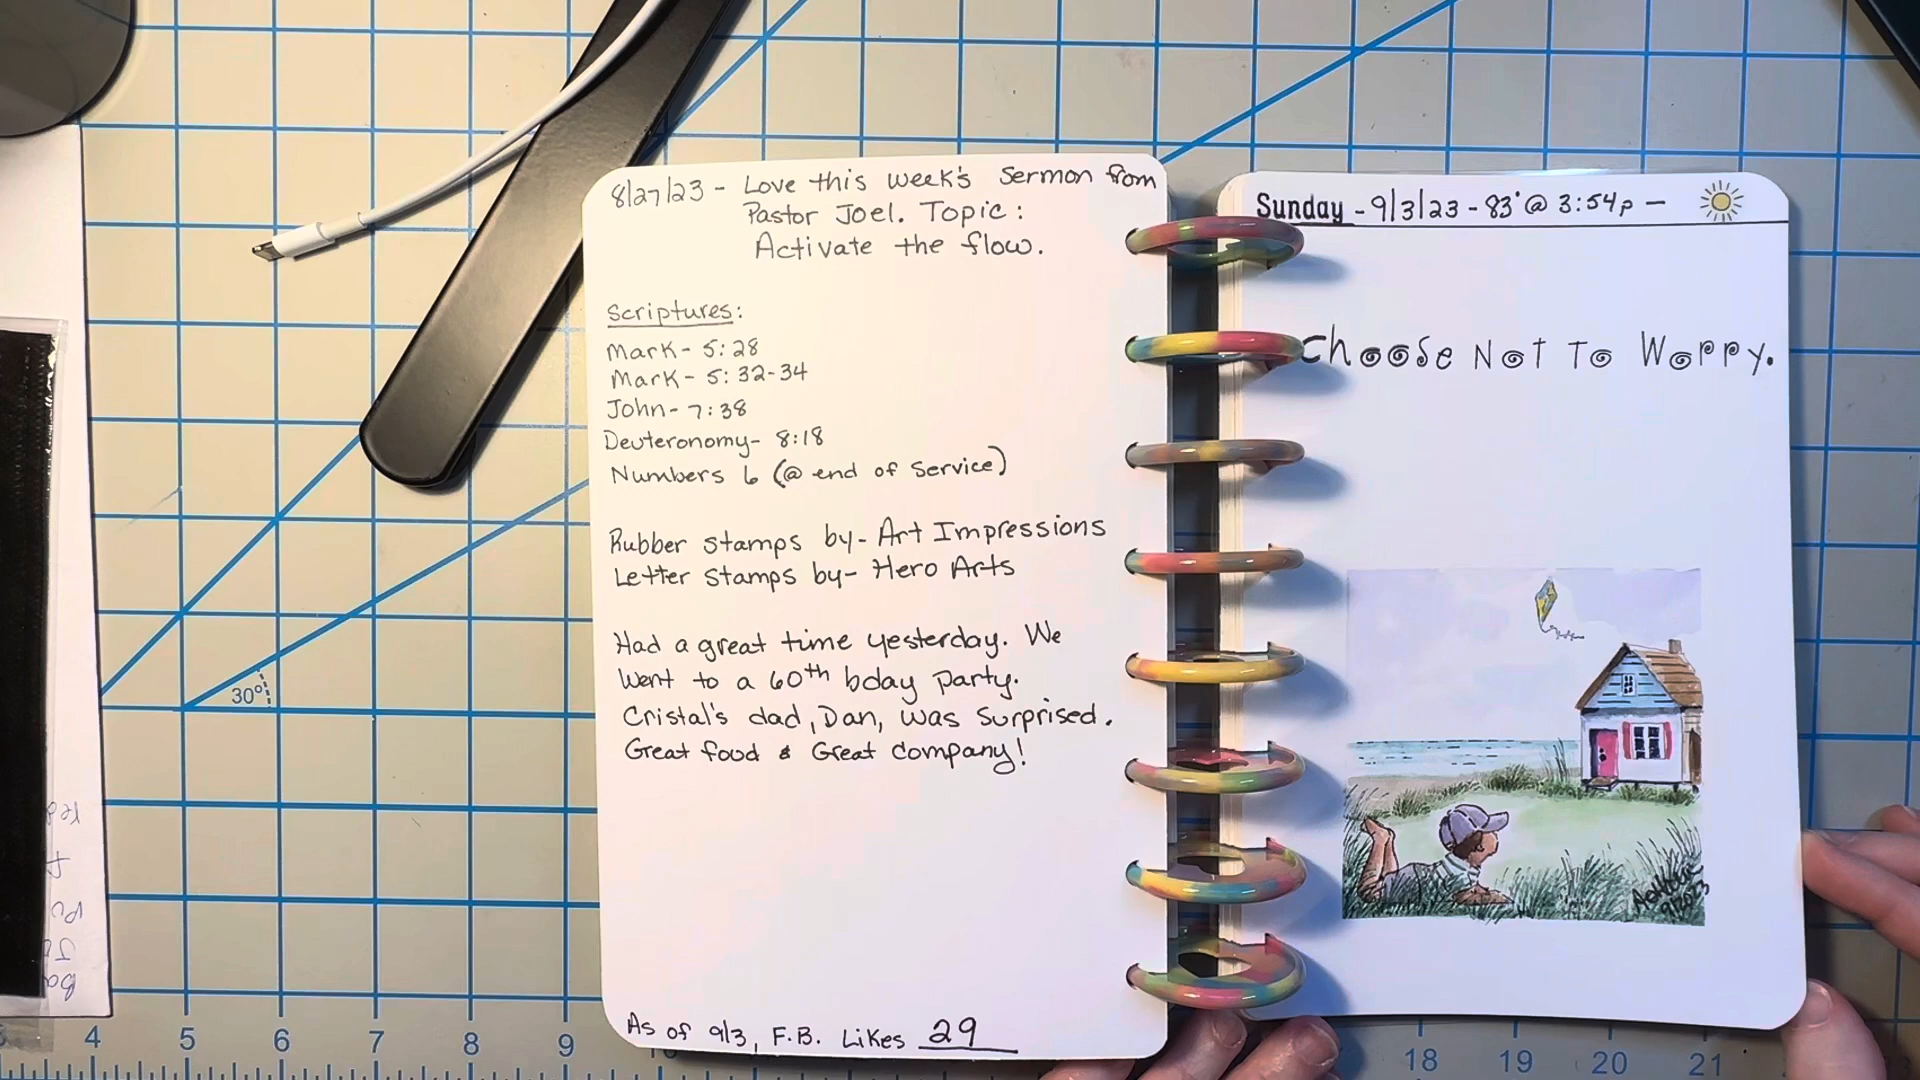 8/27/23 - Love this week's Sermon from
Pastor Joel. Topic:
Activate the flow.
Scriptures:
Mark - 5:28
Mark - 5:32-34
John - 7:38
Deuteronomy - 8:18
Numbers 6 (@ end of service)
Rubber stamps by - Art Impressions
Letter stamps by - Hero Arts
Had a great time yesterday. We
went to a 60th bday party.
Cristal's dad, Dan, was surprised.
Great food & Great company!
As of 9/3, F.B. Likes 29
Sunday - 9/3/23 - 83° @ 3:54p -
Choose Not To Worry.
30°
4 5 6 7 8 9 10
18 19 20 21